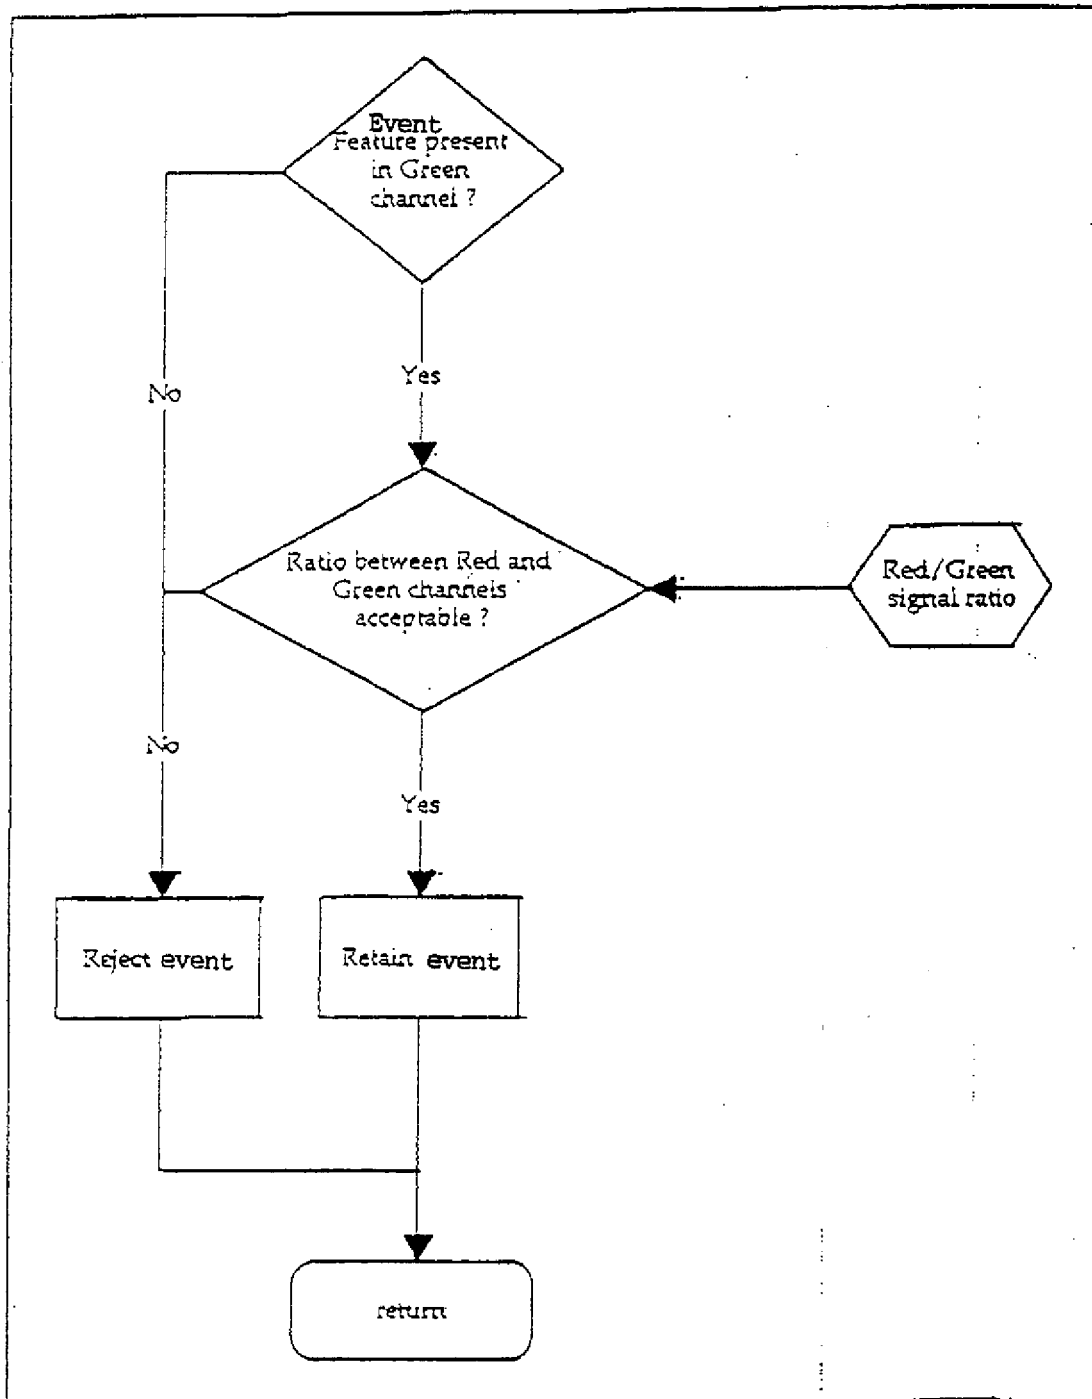 Event
Feature present
in Green
channel ?
Yes
No
Ratio between Red and
Green channels
acceptable ?
Red/Green
signal ratio
No
Yes
Reject event
Retain event
return